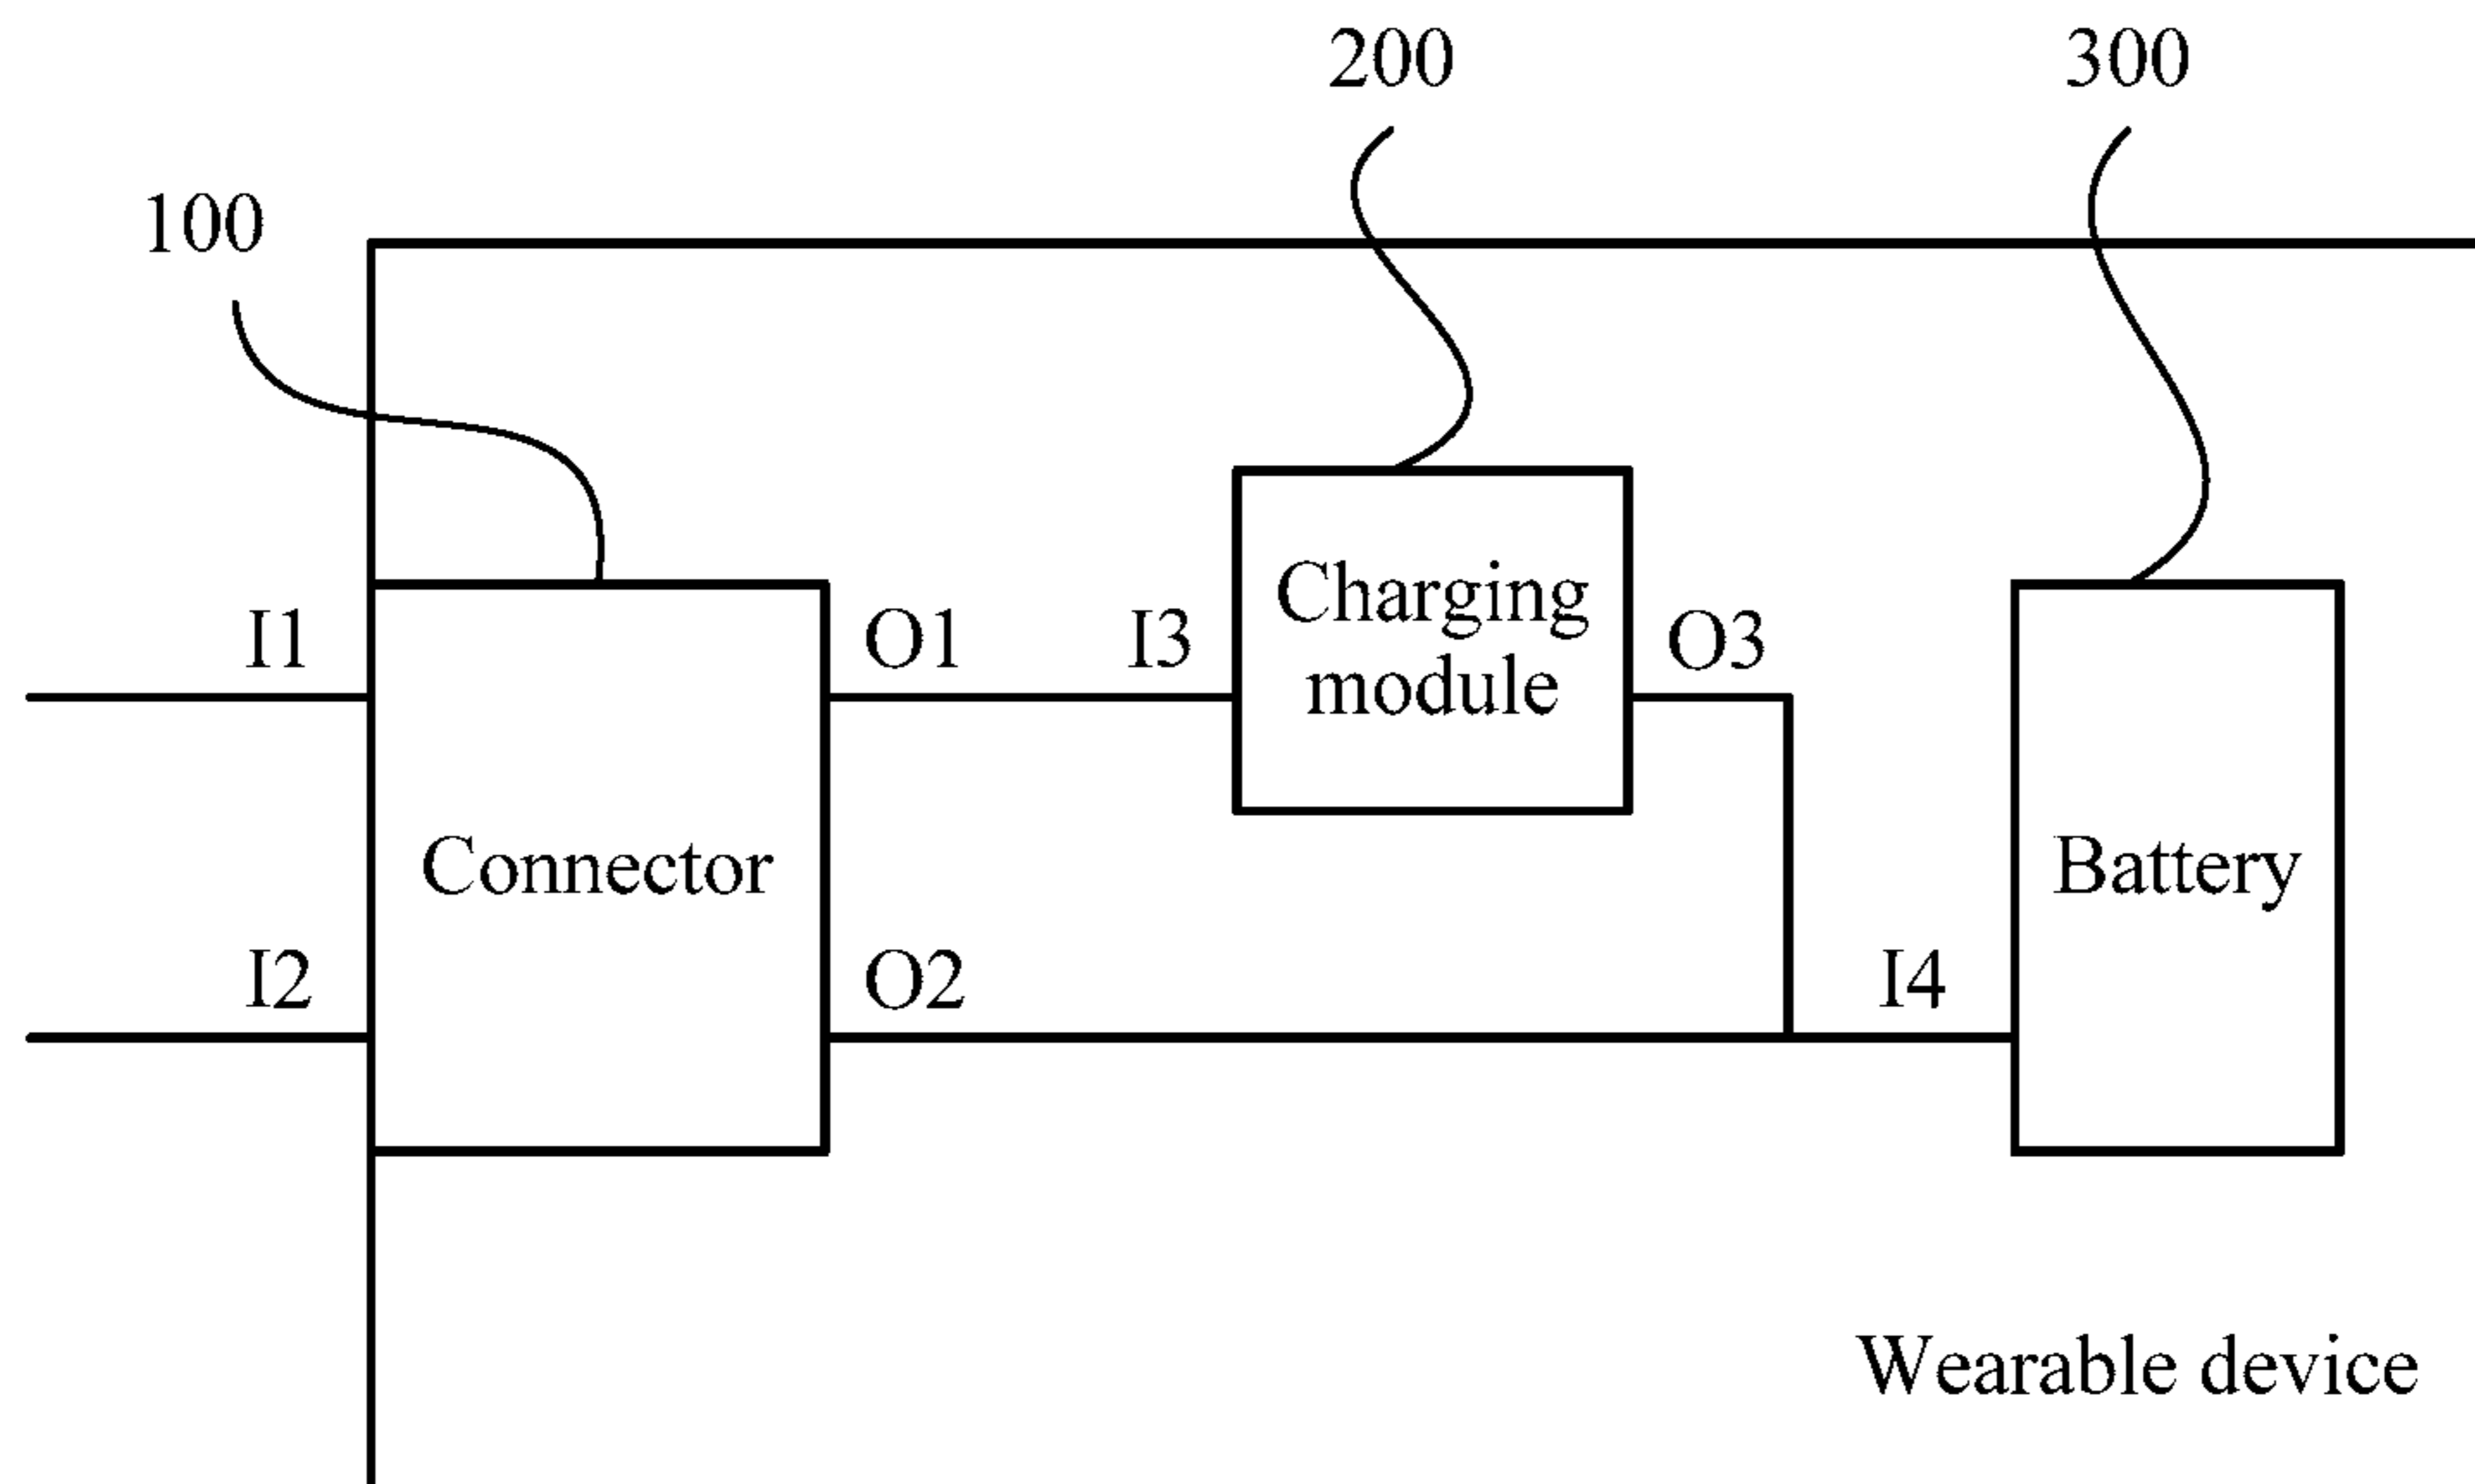 200
300
100
I1
O1
I3
Charging
module
O3
Connector
Battery
I2
O2
I4
Wearable device